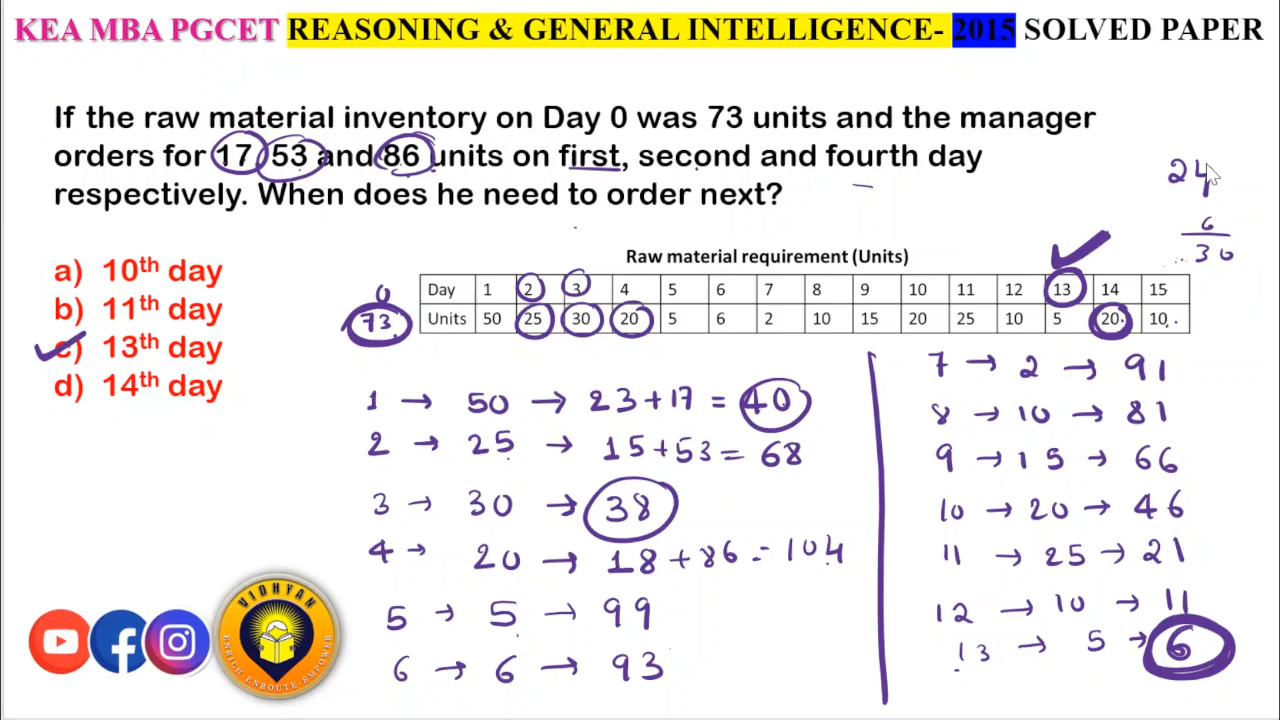 KEA MBA PGCET REASONING & GENERAL INTELLIGENCE- 2015 SOLVED PAPER
If the raw material inventory on Day 0 was 73 units and the manager
orders for 17, 53 and 86 units on first, second and fourth day
respectively. When does he need to order next?
24
6
30
a) 10th day
b) 11th day
c) 13th day
d) 14th day
Raw material requirement (Units)
0
73
Day 1 2 3 4 5 6 7 8 9 10 11 12 13 14 15
Units 50 25 30 20 5 6 2 10 15 20 25 10 5 20 10
1 → 50 → 23+17 = 40
2 → 25 → 15+53 = 68
3 → 30 → 38
4 → 20 → 18+86 = 104
5 → 5 → 99
6 → 6 → 93
7 → 2 → 91
8 → 10 → 81
9 → 15 → 66
10 → 20 → 46
11 → 25 → 21
12 → 10 → 11
13 → 5 → 6
VIDHYAN
ENRICH-ENROUTE-EMPOWER